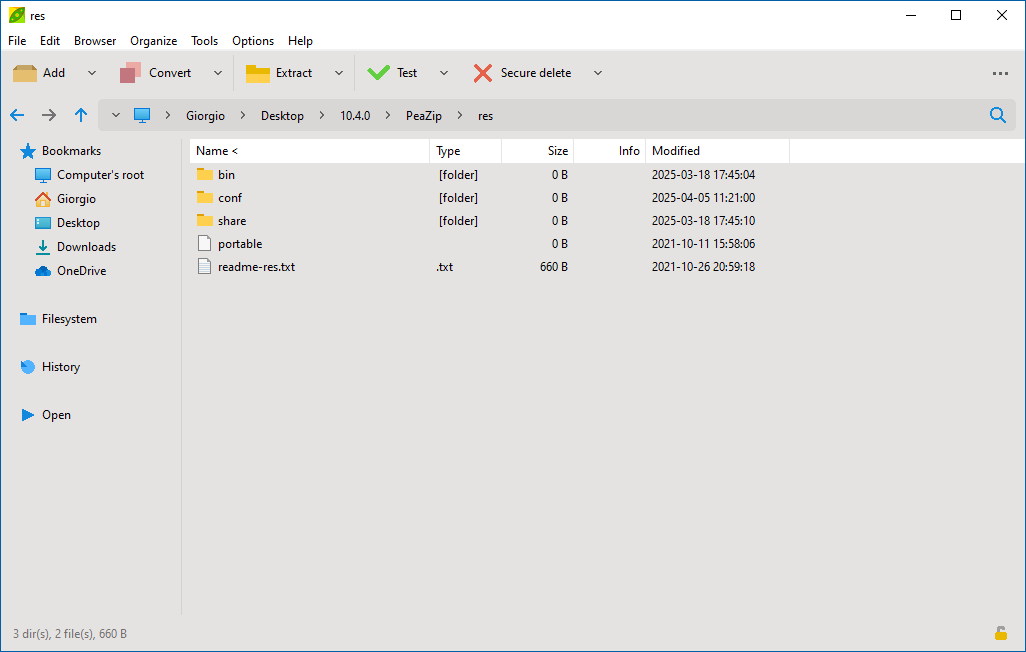 res
File Edit Browser Organize Tools Options Help
Add Convert Extract Test Secure delete
Giorgio Desktop 10.4.0 PeaZip res
Bookmarks
Computer's root
Giorgio
Desktop
Downloads
OneDrive
Filesystem
History
Open
Name < Type Size Info Modified
bin [folder] 0 B 2025-03-18 17:45:04
conf [folder] 0 B 2025-04-05 11:21:00
share [folder] 0 B 2025-03-18 17:45:10
portable 0 B 2021-10-11 15:58:06
readme-res.txt .txt 660 B 2021-10-26 20:59:18
3 dir(s), 2 file(s), 660 B